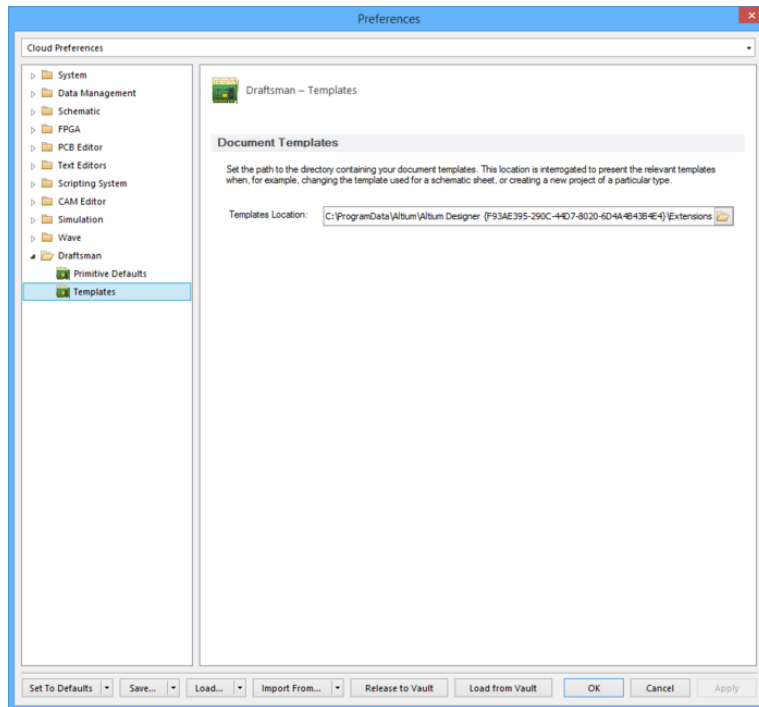 Preferences
Cloud Preferences
System
Data Management
Schematic
FPGA
PCB Editor
Text Editors
Scripting System
CAM Editor
Simulation
Wave
Draftsman
Primitive Defaults
Templates
Draftsman – Templates
Document Templates
Set the path to the directory containing your document templates. This location is interrogated to present the relevant templates
when, for example, changing the template used for a schematic sheet, or creating a new project of a particular type.
Templates Location: C:\ProgramData\Altium\Altium Designer {F93AE395-290C-44D7-8020-6D4A4B43B4E4}\Extensions
Set To Defaults Save... Load... Import From... Release to Vault Load from Vault OK Cancel Apply